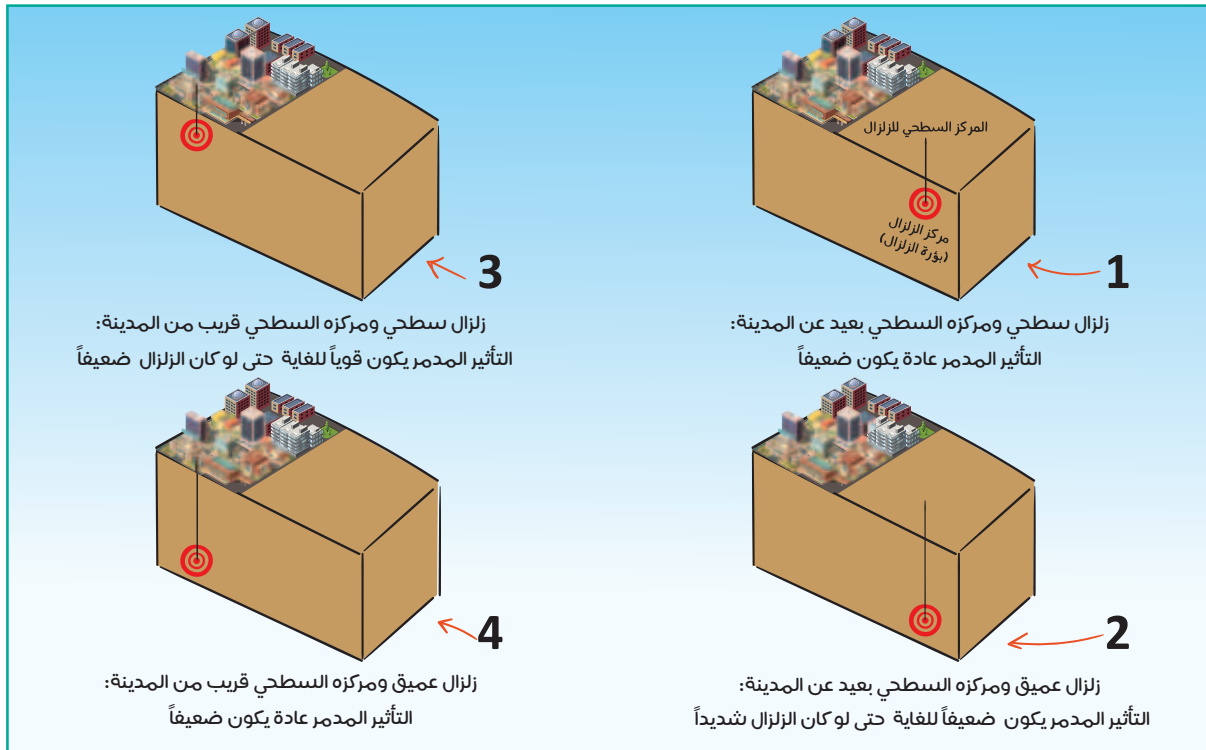 المركز السطحي للزلزال
مركز الزلزال
(بؤرة الزلزال)
1
زلزال سطحي ومركزه السطحي بعيد عن المدينة:
التأثير المدمر عادة يكون ضعيفاً
3
زلزال سطحي ومركزه السطحي قريب من المدينة:
التأثير المدمر يكون قوياً للغاية حتى لو كان الزلزال ضعيفاً
2
زلزال عميق ومركزه السطحي بعيد عن المدينة:
التأثير المدمر يكون ضعيفاً للغاية حتى لو كان الزلزال شديداً
4
زلزال عميق ومركزه السطحي قريب من المدينة:
التأثير المدمر عادة يكون ضعيفاً